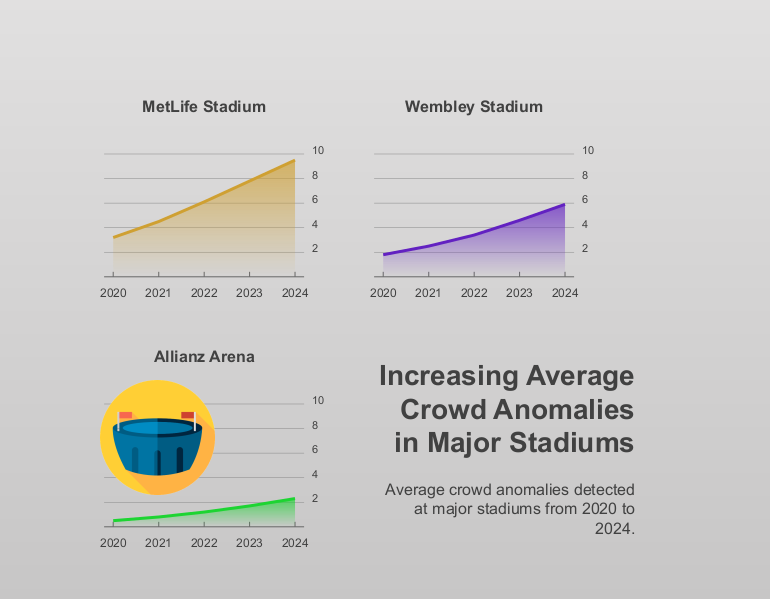 MetLife Stadium
10
8
6
4
2
2020 2021 2022 2023 2024
Wembley Stadium
10
8
6
4
2
2020 2021 2022 2023 2024
Allianz Arena
10
8
6
4
2
2020 2021 2022 2023 2024
Increasing Average
Crowd Anomalies
in Major Stadiums
Average crowd anomalies detected
at major stadiums from 2020 to
2024.